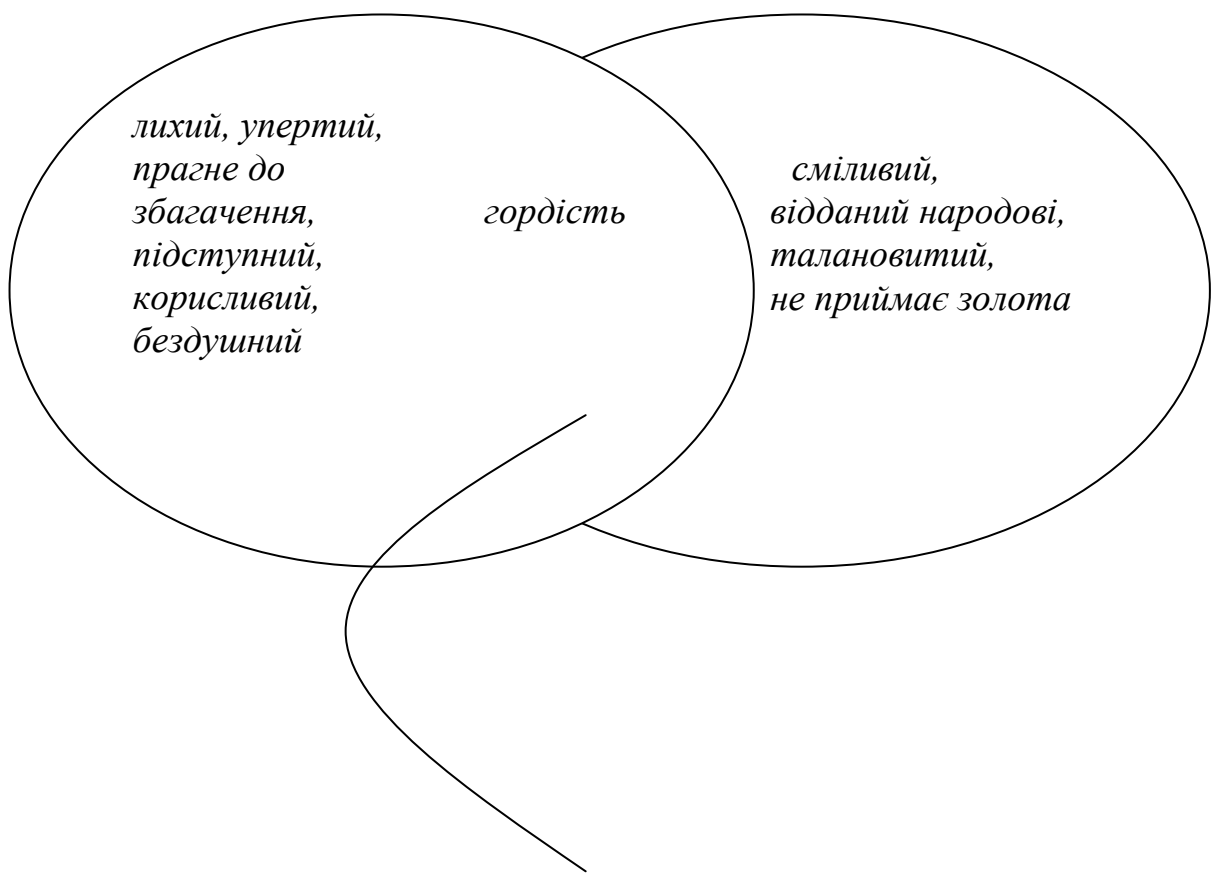 лихий, упертий,
прагне до
збагачення,
підступний,
корисливий,
бездушний
гордість
сміливий,
відданий народові,
талановитий,
не приймає золота